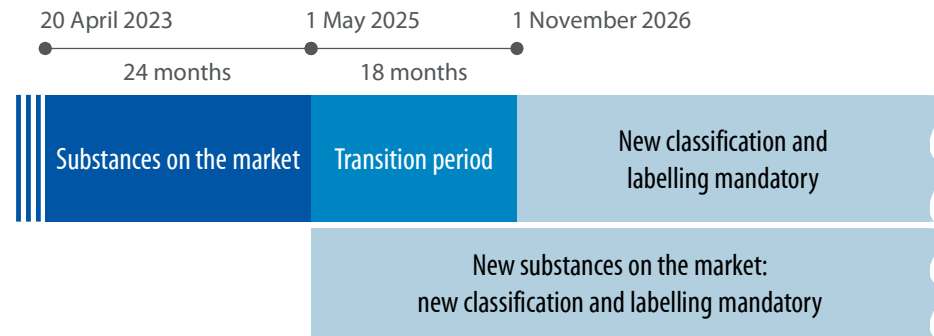 20 April 2023
1 May 2025
1 November 2026
24 months
18 months
Substances on the market
Transition period
New classification and
labelling mandatory
New substances on the market:
new classification and labelling mandatory